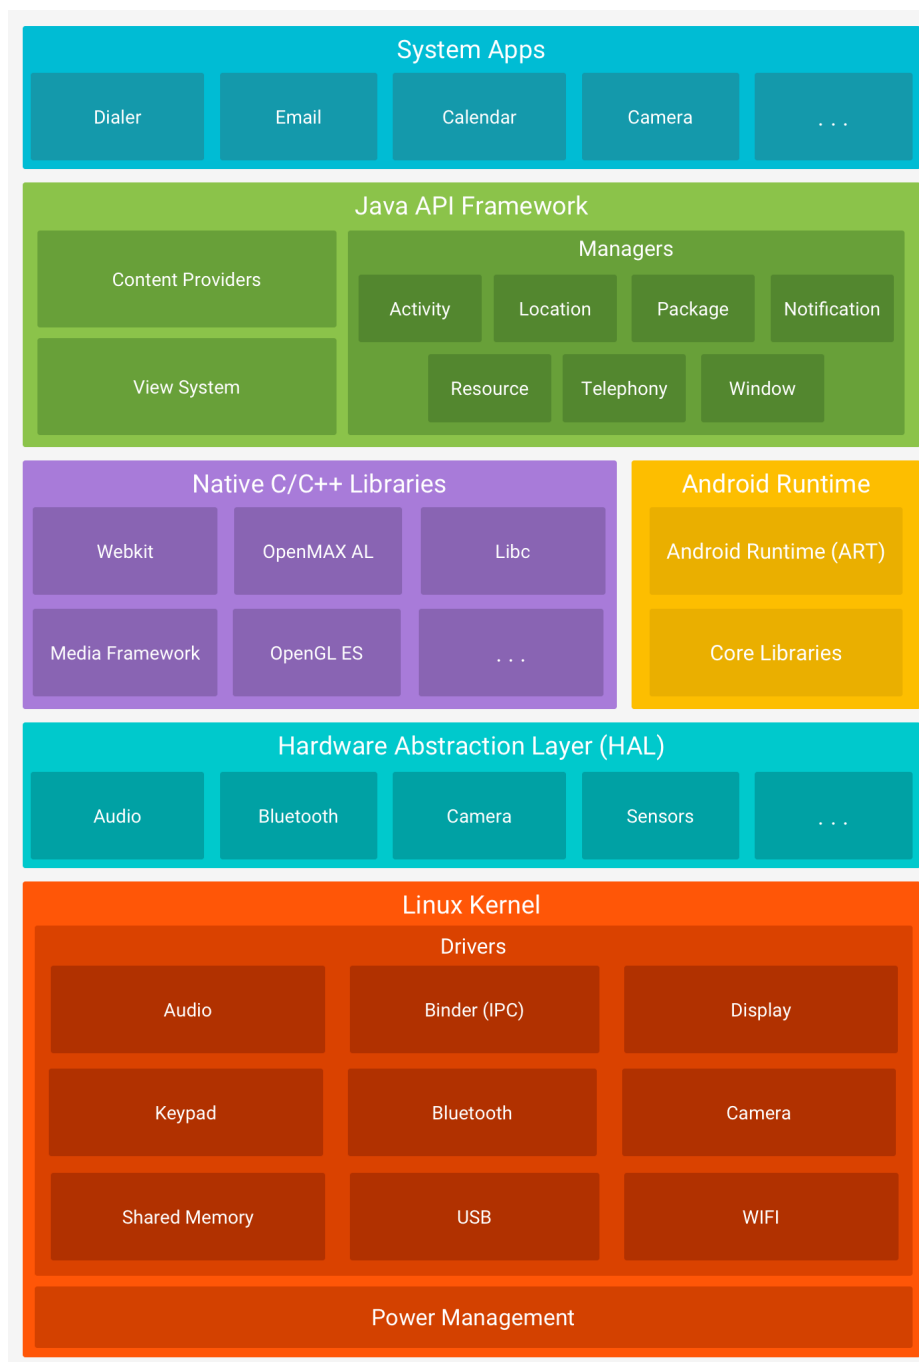 System Apps
Dialer
Email
Calendar
Camera
. . .
Java API Framework
Content Providers
View System
Managers
Activity
Location
Package
Notification
Resource
Telephony
Window
Native C/C++ Libraries
Webkit
OpenMAX AL
Libc
Media Framework
OpenGL ES
. . .
Android Runtime
Android Runtime (ART)
Core Libraries
Hardware Abstraction Layer (HAL)
Audio
Bluetooth
Camera
Sensors
. . .
Linux Kernel
Drivers
Audio
Binder (IPC)
Display
Keypad
Bluetooth
Camera
Shared Memory
USB
WIFI
Power Management